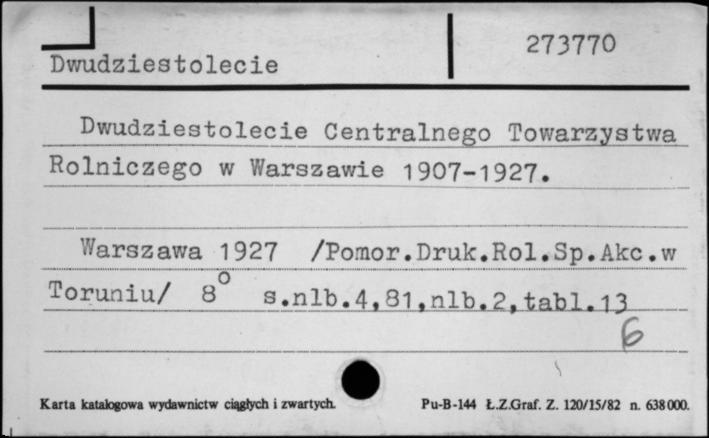 273770
Dwudziestolecie
Dwudziestolecie Centralnego Towarzystwa
Rolniczego w Warszawie 1907-1927.
Warszawa 1927 /Pomor.Druk.Rol.Sp.Akc.w
Toruniu/ 8° s.nlb.4,81,nlb.2,tabl.13
6
Karta katalogowa wydawnictw ciągłych i zwartych. Pu-B-144 Ł.Z.Graf. Z. 120/15/82 n. 638000.